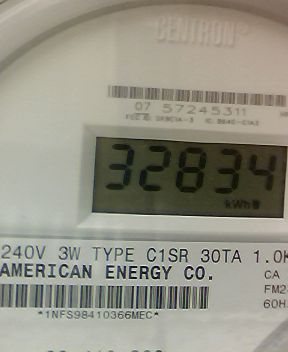 CENTRON
07 57245311
32834
kWh
240V 3W TYPE C1SR 30TA 1.0K
AMERICAN ENERGY CO.
CA
FM2
60H
*1NFS98410366MEC*